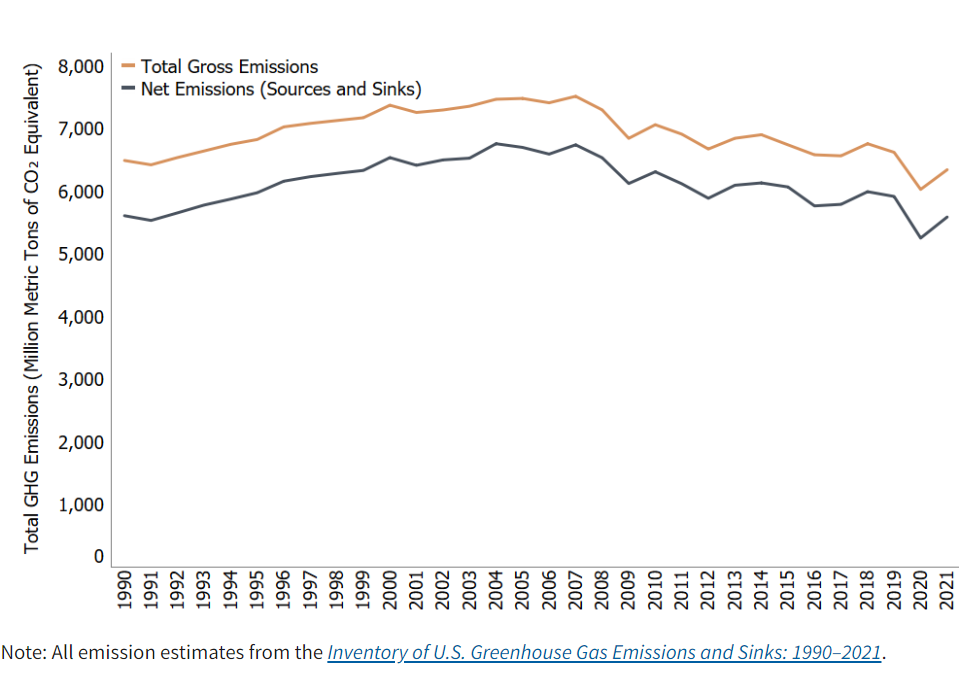 Total GHG Emissions (Million Metric Tons of CO₂ Equivalent)
8,000
7,000
6,000
5,000
4,000
3,000
2,000
1,000
0
Total Gross Emissions
Net Emissions (Sources and Sinks)
1990 1991 1992 1993 1994 1995 1996 1997 1998 1999 2000 2001 2002 2003 2004 2005 2006 2007 2008 2009 2010 2011 2012 2013 2014 2015 2016 2017 2018 2019 2020 2021
Note: All emission estimates from the Inventory of U.S. Greenhouse Gas Emissions and Sinks: 1990–2021.